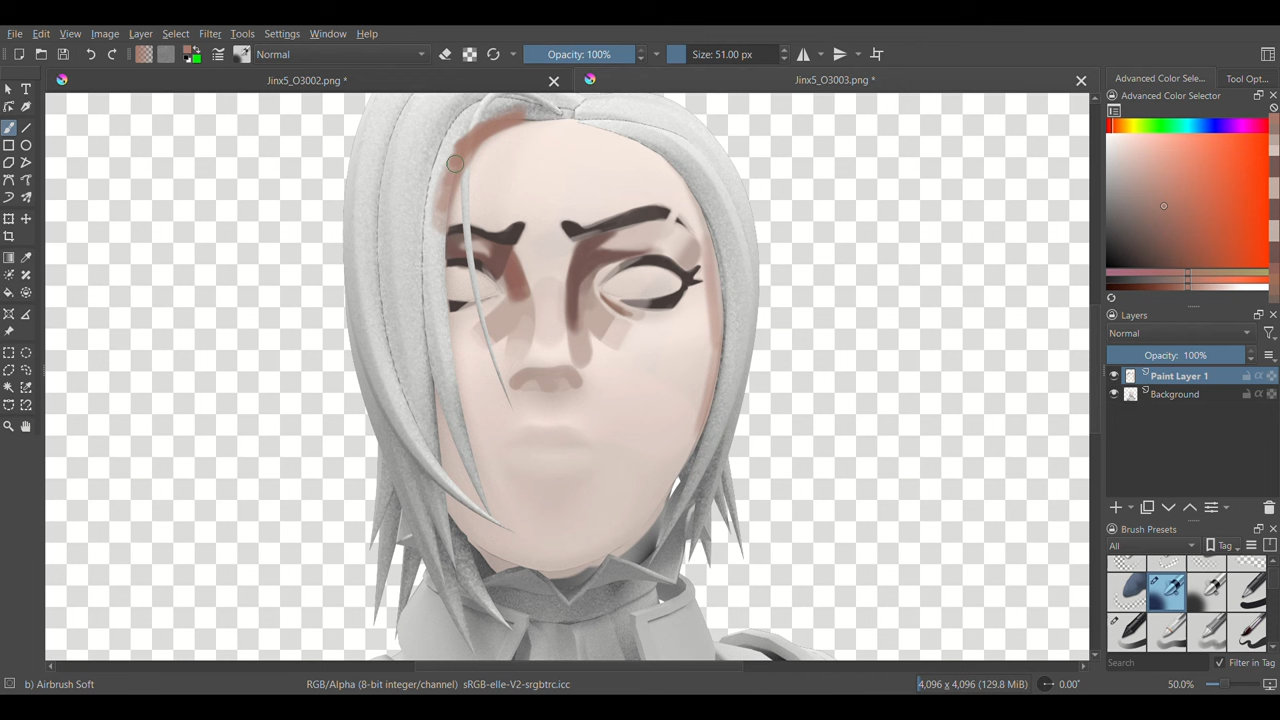 File Edit View Image Layer Select Filter Tools Settings Window Help
Normal Opacity: 100% Size: 51.00 px
Jinx5_O3002.png * Jinx5_O3003.png *
Advanced Color Sele... Tool Opt...
Advanced Color Selector
Layers
Normal
Opacity: 100%
Paint Layer 1
Background
Brush Presets
All Tag
Search Filter in Tag
b) Airbrush Soft RGB/Alpha (8-bit integer/channel) sRGB-elle-V2-srgbtrc.icc 4,096 x 4,096 (129.8 MiB) 0.00° 50.0%